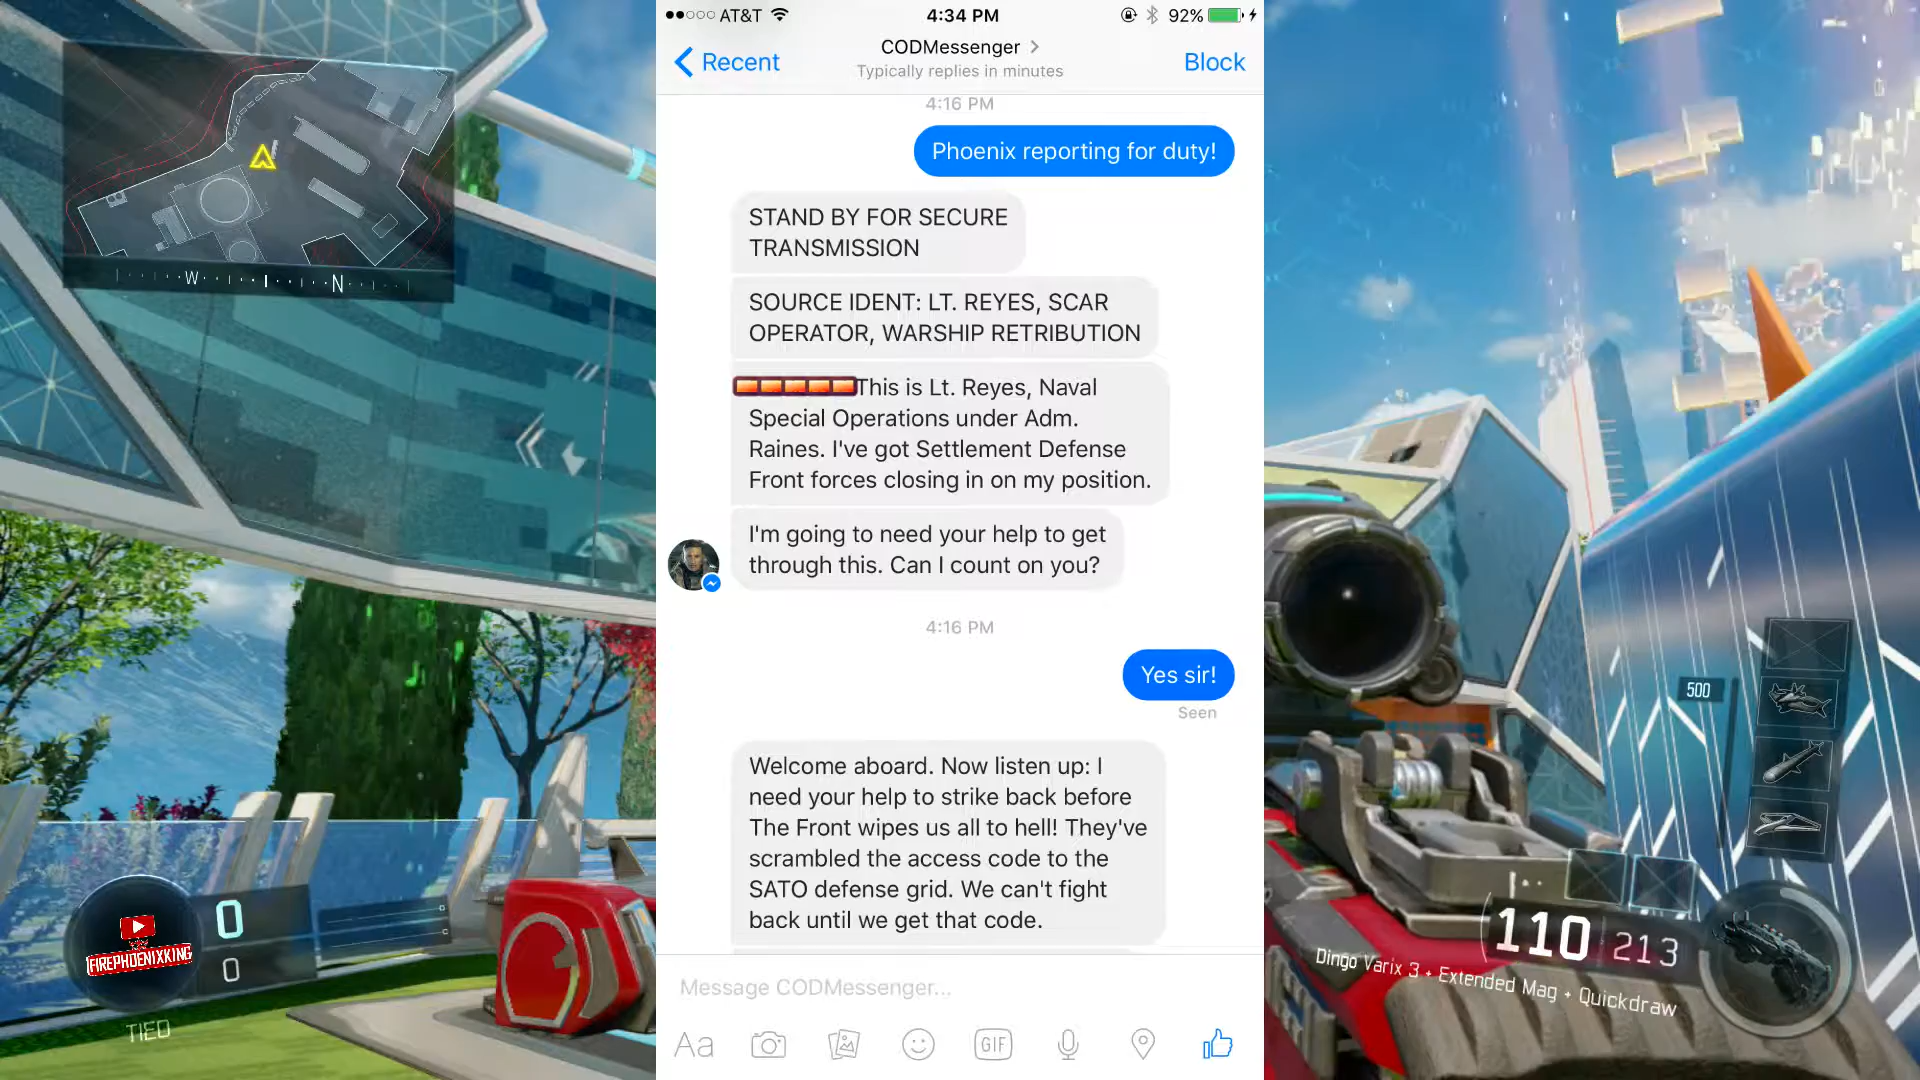 AT&T
4:34 PM
92%
Recent
CODMessenger
Typically replies in minutes
Block
4:16 PM
Phoenix reporting for duty!
STAND BY FOR SECURE
TRANSMISSION
SOURCE IDENT: LT. REYES, SCAR
OPERATOR, WARSHIP RETRIBUTION
This is Lt. Reyes, Naval
Special Operations under Adm.
Raines. I've got Settlement Defense
Front forces closing in on my position.
I'm going to need your help to get
through this. Can I count on you?
4:16 PM
Yes sir!
Seen
Welcome aboard. Now listen up: I
need your help to strike back before
The Front wipes us all to hell! They've
scrambled the access code to the
SATO defense grid. We can't fight
back until we get that code.
Message CODMessenger...
Aa
GIF
W
N
FIREPHOENIXKING
0
0
TIED
500
110
213
Dingo Varix 3 + Extended Mag + Quickdraw